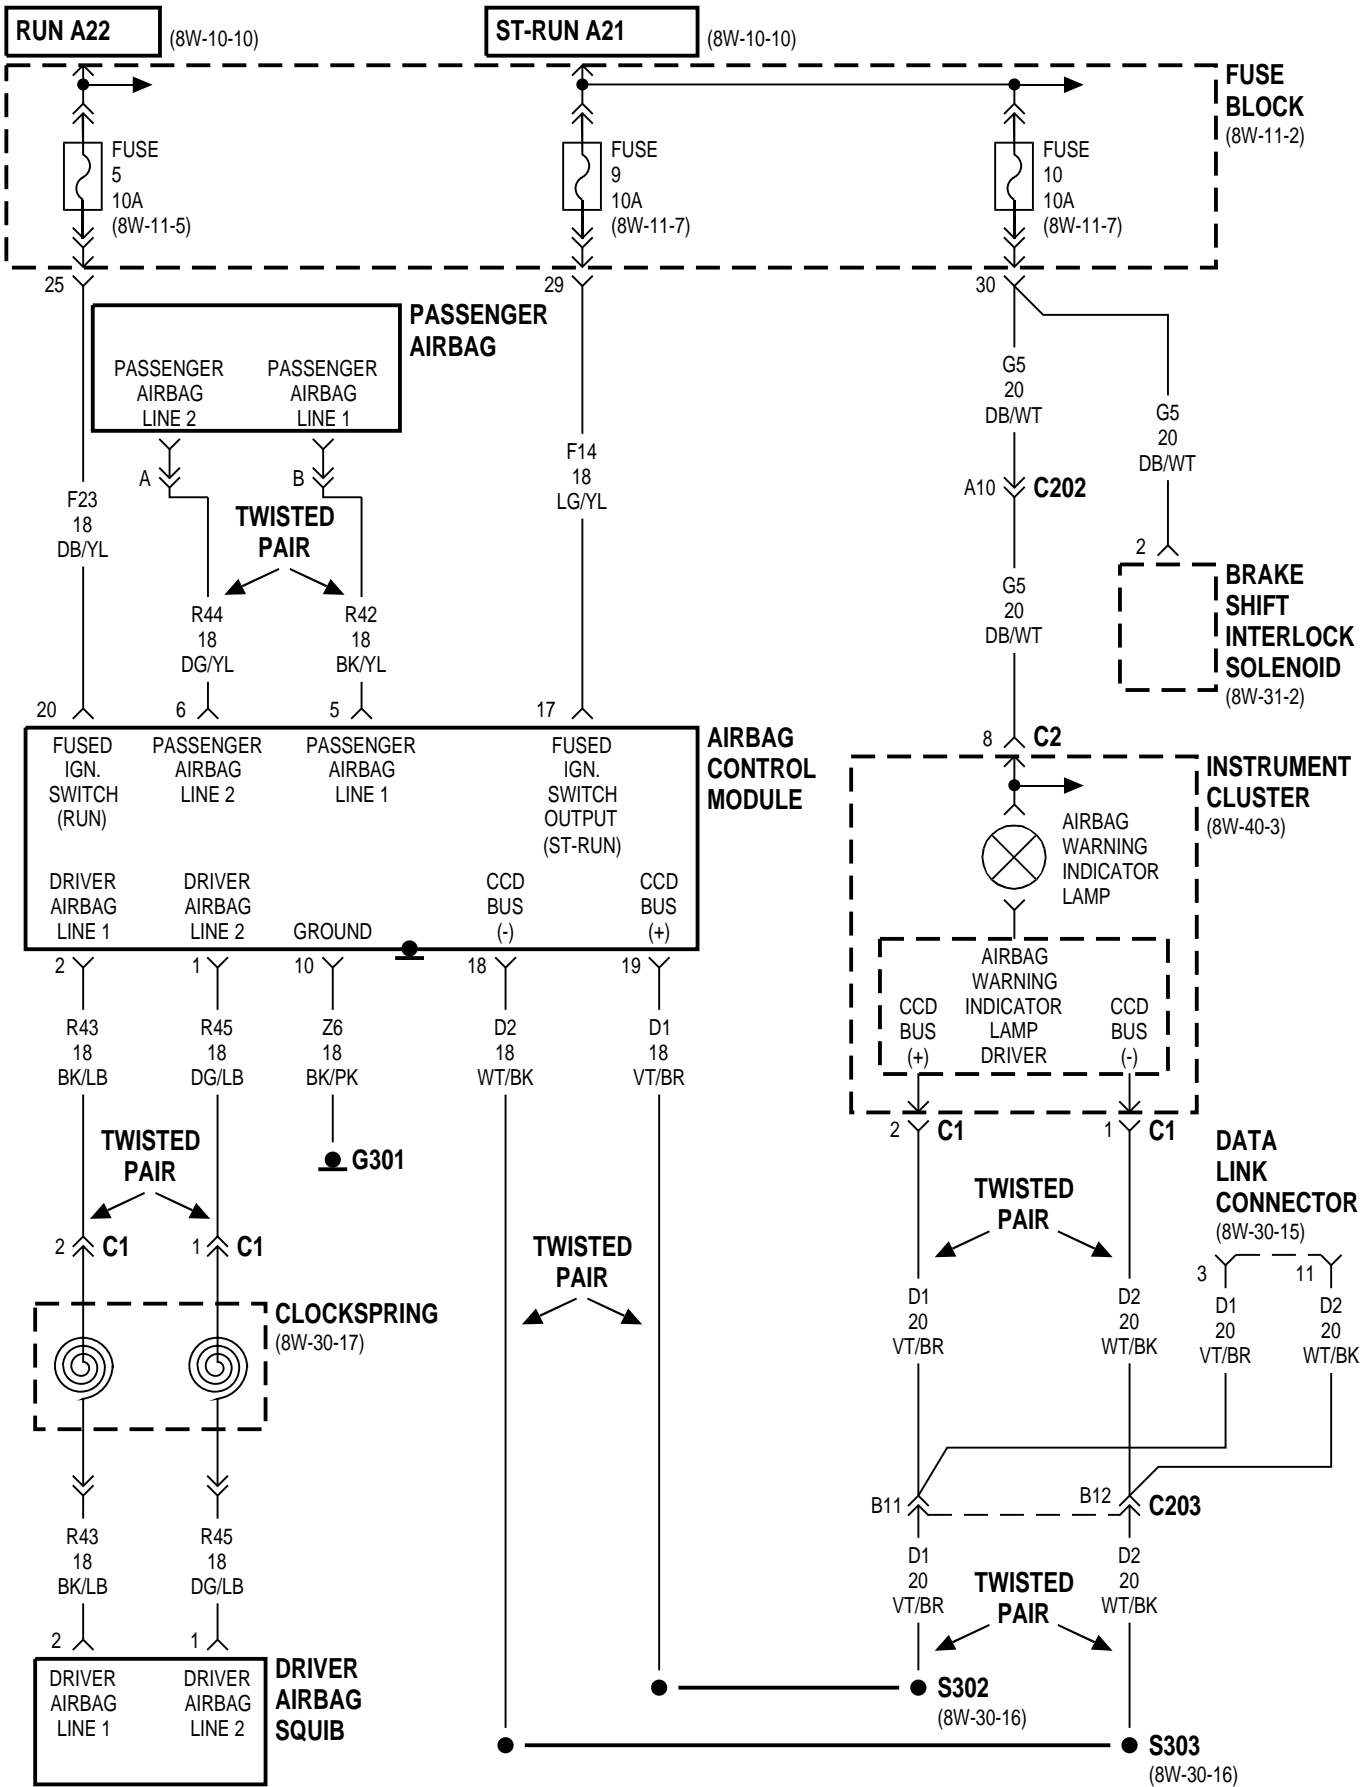 RUN A22
(8W-10-10)
ST-RUN A21
(8W-10-10)
FUSE
BLOCK
(8W-11-2)
FUSE
5
10A
(8W-11-5)
FUSE
9
10A
(8W-11-7)
FUSE
10
10A
(8W-11-7)
25
29
30
PASSENGER
AIRBAG
PASSENGER
AIRBAG
LINE 2
PASSENGER
AIRBAG
LINE 1
A
B
F23
18
DB/YL
TWISTED
PAIR
R44
18
DG/YL
R42
18
BK/YL
F14
18
LG/YL
G5
20
DB/WT
G5
20
DB/WT
A10
C202
G5
20
DB/WT
2
BRAKE
SHIFT
INTERLOCK
SOLENOID
(8W-31-2)
20
6
5
17
8
C2
FUSED
IGN.
SWITCH
(RUN)
PASSENGER
AIRBAG
LINE 2
PASSENGER
AIRBAG
LINE 1
FUSED
IGN.
SWITCH
OUTPUT
(ST-RUN)
AIRBAG
CONTROL
MODULE
DRIVER
AIRBAG
LINE 1
DRIVER
AIRBAG
LINE 2
GROUND
CCD
BUS
(-)
CCD
BUS
(+)
INSTRUMENT
CLUSTER
(8W-40-3)
AIRBAG
WARNING
INDICATOR
LAMP
AIRBAG
WARNING
INDICATOR
LAMP
DRIVER
CCD
BUS
(+)
CCD
BUS
(-)
2
1
10
18
19
R43
18
BK/LB
R45
18
DG/LB
Z6
18
BK/PK
D2
18
WT/BK
D1
18
VT/BR
2
C1
1
C1
TWISTED
PAIR
G301
DATA
LINK
CONNECTOR
(8W-30-15)
TWISTED
PAIR
TWISTED
PAIR
2
C1
1
C1
3
11
CLOCKSPRING
(8W-30-17)
D1
20
VT/BR
D2
20
WT/BK
D1
20
VT/BR
D2
20
WT/BK
B11
B12
C203
R43
18
BK/LB
R45
18
DG/LB
D1
20
VT/BR
D2
20
WT/BK
TWISTED
PAIR
2
1
DRIVER
AIRBAG
LINE 1
DRIVER
AIRBAG
LINE 2
DRIVER
AIRBAG
SQUIB
S302
(8W-30-16)
S303
(8W-30-16)